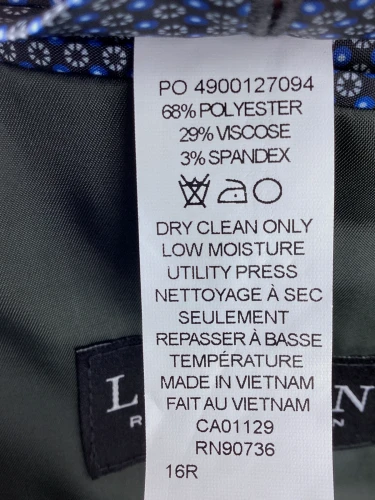 PO 4900127094
68% POLYESTER
29% VISCOSE
3% SPANDEX
DRY CLEAN ONLY
LOW MOISTURE
UTILITY PRESS
NETTOYAGE À SEC
SEULEMENT
REPASSER À BASSE
TEMPÉRATURE
MADE IN VIETNAM
FAIT AU VIETNAM
CA01129
RN90736
16R